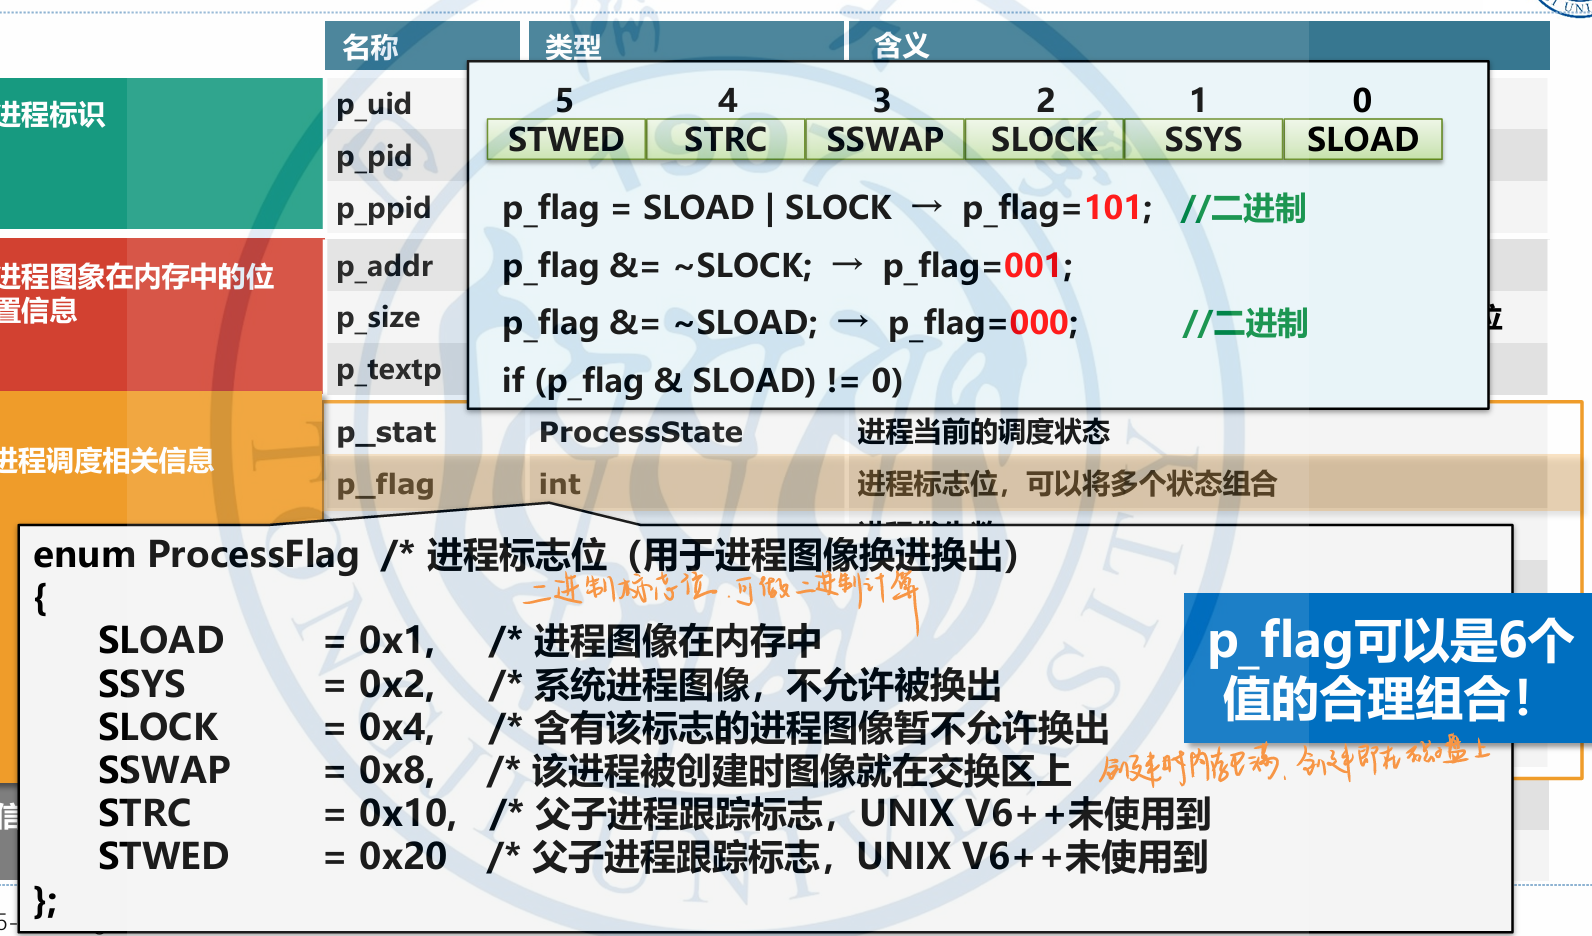 名称 类型 含义
进程标识
p_uid
p_pid
p_ppid
进程图象在内存中的位
置信息
p_addr
p_size
p_textp
位
5 4 3 2 1 0
STWED STRC SSWAP SLOCK SSYS SLOAD
p_flag = SLOAD | SLOCK → p_flag=101; //二进制
p_flag &= ~SLOCK; → p_flag=001;
p_flag &= ~SLOAD; → p_flag=000; //二进制
if (p_flag & SLOAD) != 0)
进程调度相关信息
p_stat ProcessState 进程当前的调度状态
p_flag int 进程标志位，可以将多个状态组合
enum ProcessFlag /* 进程标志位（用于进程图像换进换出）
{
二进制标志位.可做二进制计算
SLOAD = 0x1, /* 进程图像在内存中
SSYS = 0x2, /* 系统进程图像，不允许被换出
SLOCK = 0x4, /* 含有该标志的进程图像暂不允许换出
SSWAP = 0x8, /* 该进程被创建时图像就在交换区上
创建时内存已满、创建即在磁盘上
STRC = 0x10, /* 父子进程跟踪标志，UNIX V6++未使用到
STWED = 0x20 /* 父子进程跟踪标志，UNIX V6++未使用到
};
p_flag可以是6个
值的合理组合！
信
5-
1907
TONGJI UNIVERSITY